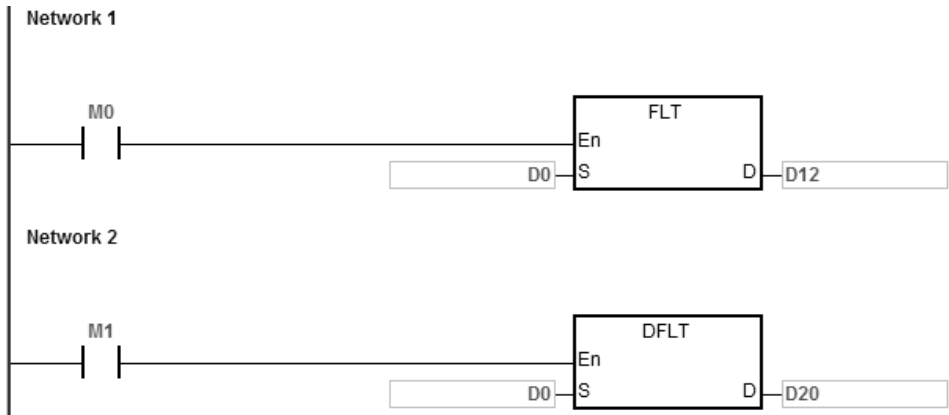 Network 1
M0
FLT
En
D0 S D D12
Network 2
M1
DFLT
En
D0 S D D20